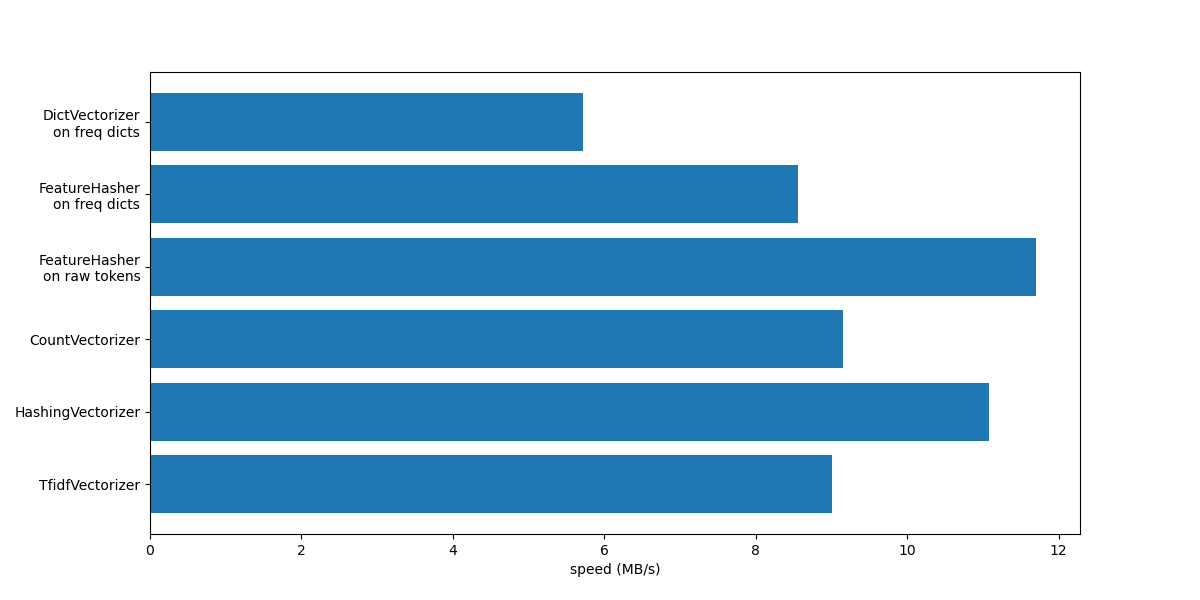 DictVectorizer
on freq dicts
FeatureHasher
on freq dicts
FeatureHasher
on raw tokens
CountVectorizer
HashingVectorizer
TfidfVectorizer
0 2 4 6 8 10 12
speed (MB/s)